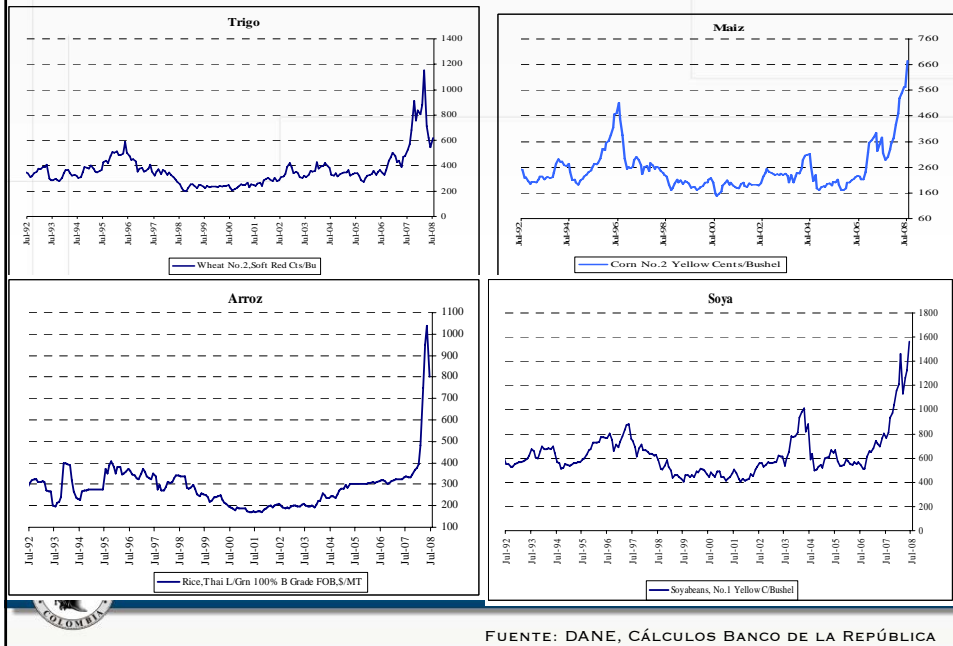 Trigo
1400
1200
1000
800
600
400
200
0
Jul-92
Jul-93
Jul-94
Jul-95
Jul-96
Jul-97
Jul-98
Jul-99
Jul-00
Jul-01
Jul-02
Jul-03
Jul-04
Jul-05
Jul-06
Jul-07
Jul-08
Wheat No.2,Soft Red Cts/Bu
Maiz
760
660
560
460
360
260
160
60
Jul-92
Jul-94
Jul-96
Jul-98
Jul-00
Jul-02
Jul-04
Jul-06
Jul-08
Corn No.2 Yellow Cents/Bushel
Arroz
1100
1000
900
800
700
600
500
400
300
200
100
Jul-92
Jul-93
Jul-94
Jul-95
Jul-96
Jul-97
Jul-98
Jul-99
Jul-00
Jul-01
Jul-02
Jul-03
Jul-04
Jul-05
Jul-06
Jul-07
Jul-08
Rice,Thai L/Grn 100% B Grade FOB,$/MT
Soya
1800
1600
1400
1200
1000
800
600
400
200
0
Jul-92
Jul-93
Jul-94
Jul-95
Jul-96
Jul-97
Jul-98
Jul-99
Jul-00
Jul-01
Jul-02
Jul-03
Jul-04
Jul-05
Jul-06
Jul-07
Jul-08
Soyabeans, No.1 Yellow C/Bushel
COLOMBIA
FUENTE: DANE, CÁLCULOS BANCO DE LA REPÚBLICA